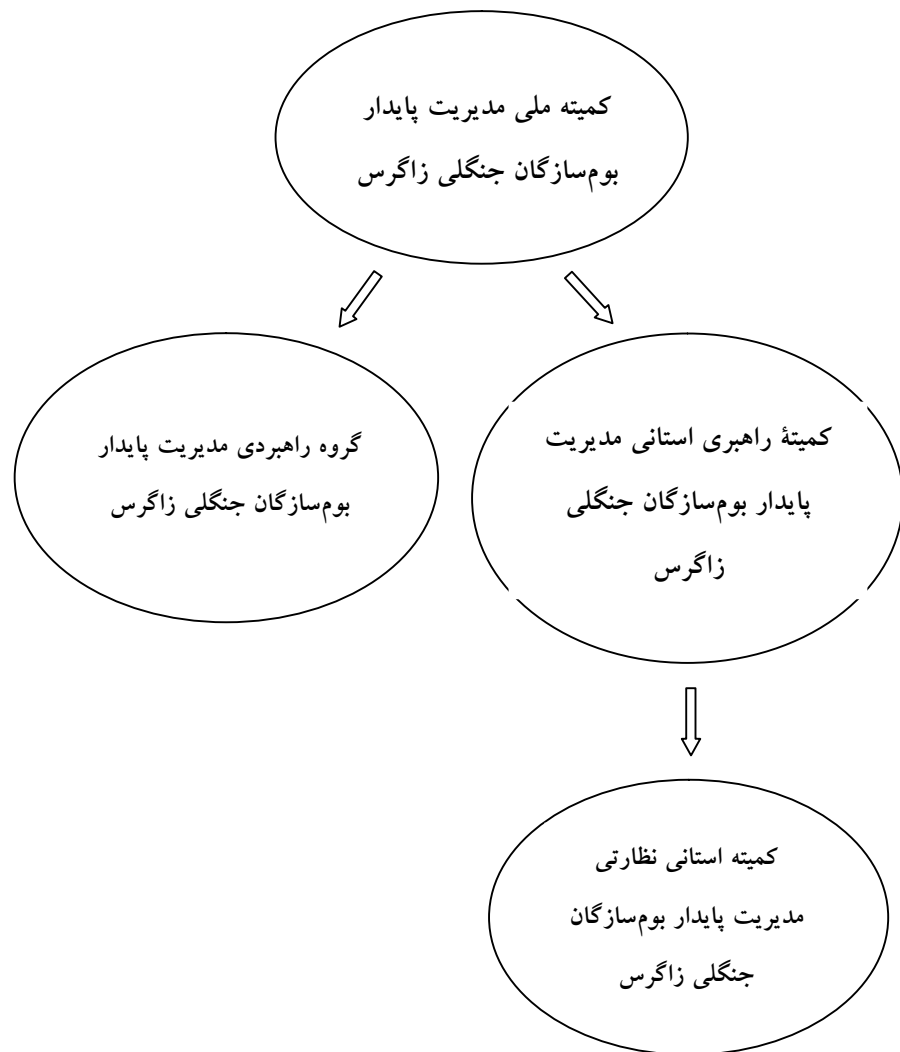 کمیته ملی مدیریت پایدار
بوم‌سازگان جنگلی زاگرس
کمیتهٔ راهبری استانی مدیریت
پایدار بوم‌سازگان جنگلی
زاگرس
گروه راهبردی مدیریت پایدار
بوم‌سازگان جنگلی زاگرس
کمیته استانی نظارتی
مدیریت پایدار بوم‌سازگان
جنگلی زاگرس